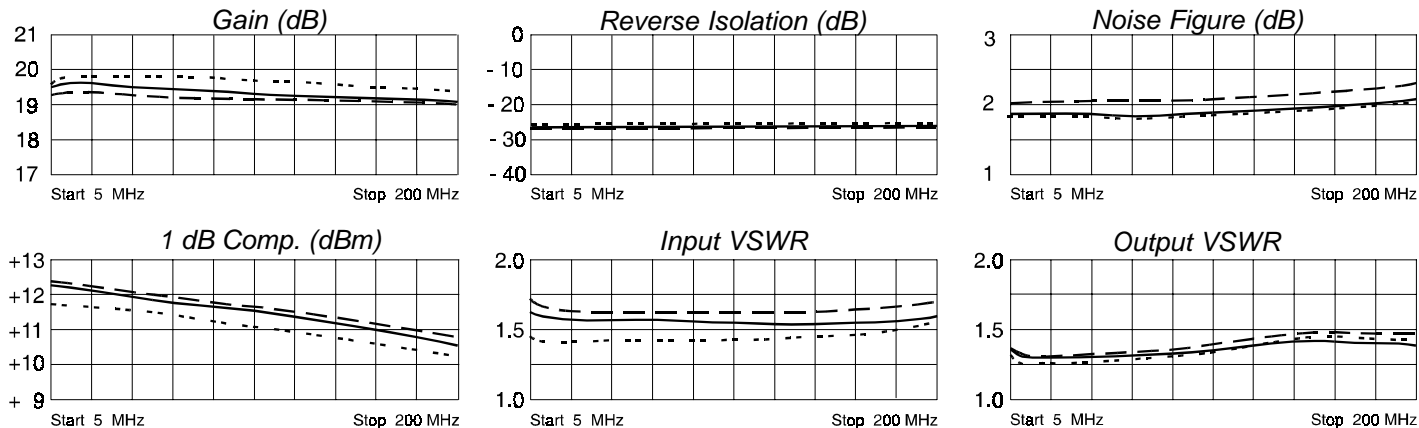 Gain (dB)
21
20
19
18
17
Start 5 MHz
Stop 200 MHz
Reverse Isolation (dB)
0
- 10
- 20
- 30
- 40
Start 5 MHz
Stop 200 MHz
Noise Figure (dB)
3
2
1
Start 5 MHz
Stop 200 MHz
1 dB Comp. (dBm)
+13
+12
+11
+10
+ 9
Start 5 MHz
Stop 200 MHz
Input VSWR
2.0
1.5
1.0
Start 5 MHz
Stop 200 MHz
Output VSWR
2.0
1.5
1.0
Start 5 MHz
Stop 200 MHz